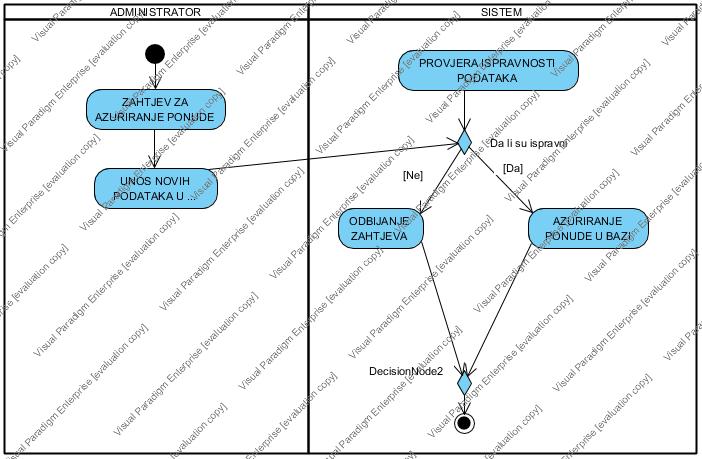 ADMINISTRATOR
SISTEM
ZAHTJEV ZA
AZURIRANJE PONUDE
UNOS NOVIH
PODATAKA U ...
PROVJERA ISPRAVNOSTI
PODATAKA
Da li su ispravni
[Ne]
[Da]
ODBIJANJE
ZAHTJEVA
AZURIRANJE
PONUDE U BAZI
DecisionNode2
Visual Paradigm Enterprise [evaluation copy]